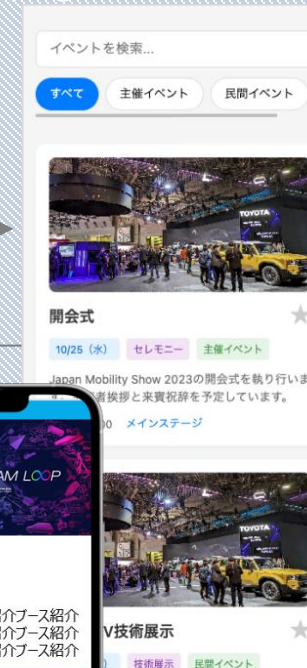 イベントを検索...
すべて 主催イベント 民間イベント
TOYOTA
開会式
10/25（水） セレモニー 主催イベント
Japan Mobility Show 2023の開会式を執り行いま
者挨拶と来賓祝辞を予定しています。
メインステージ
AM LOOP
TOYOTA
介ブース紹介
介ブース紹介
介ブース紹介
V技術展示
技術展示 民間イベント